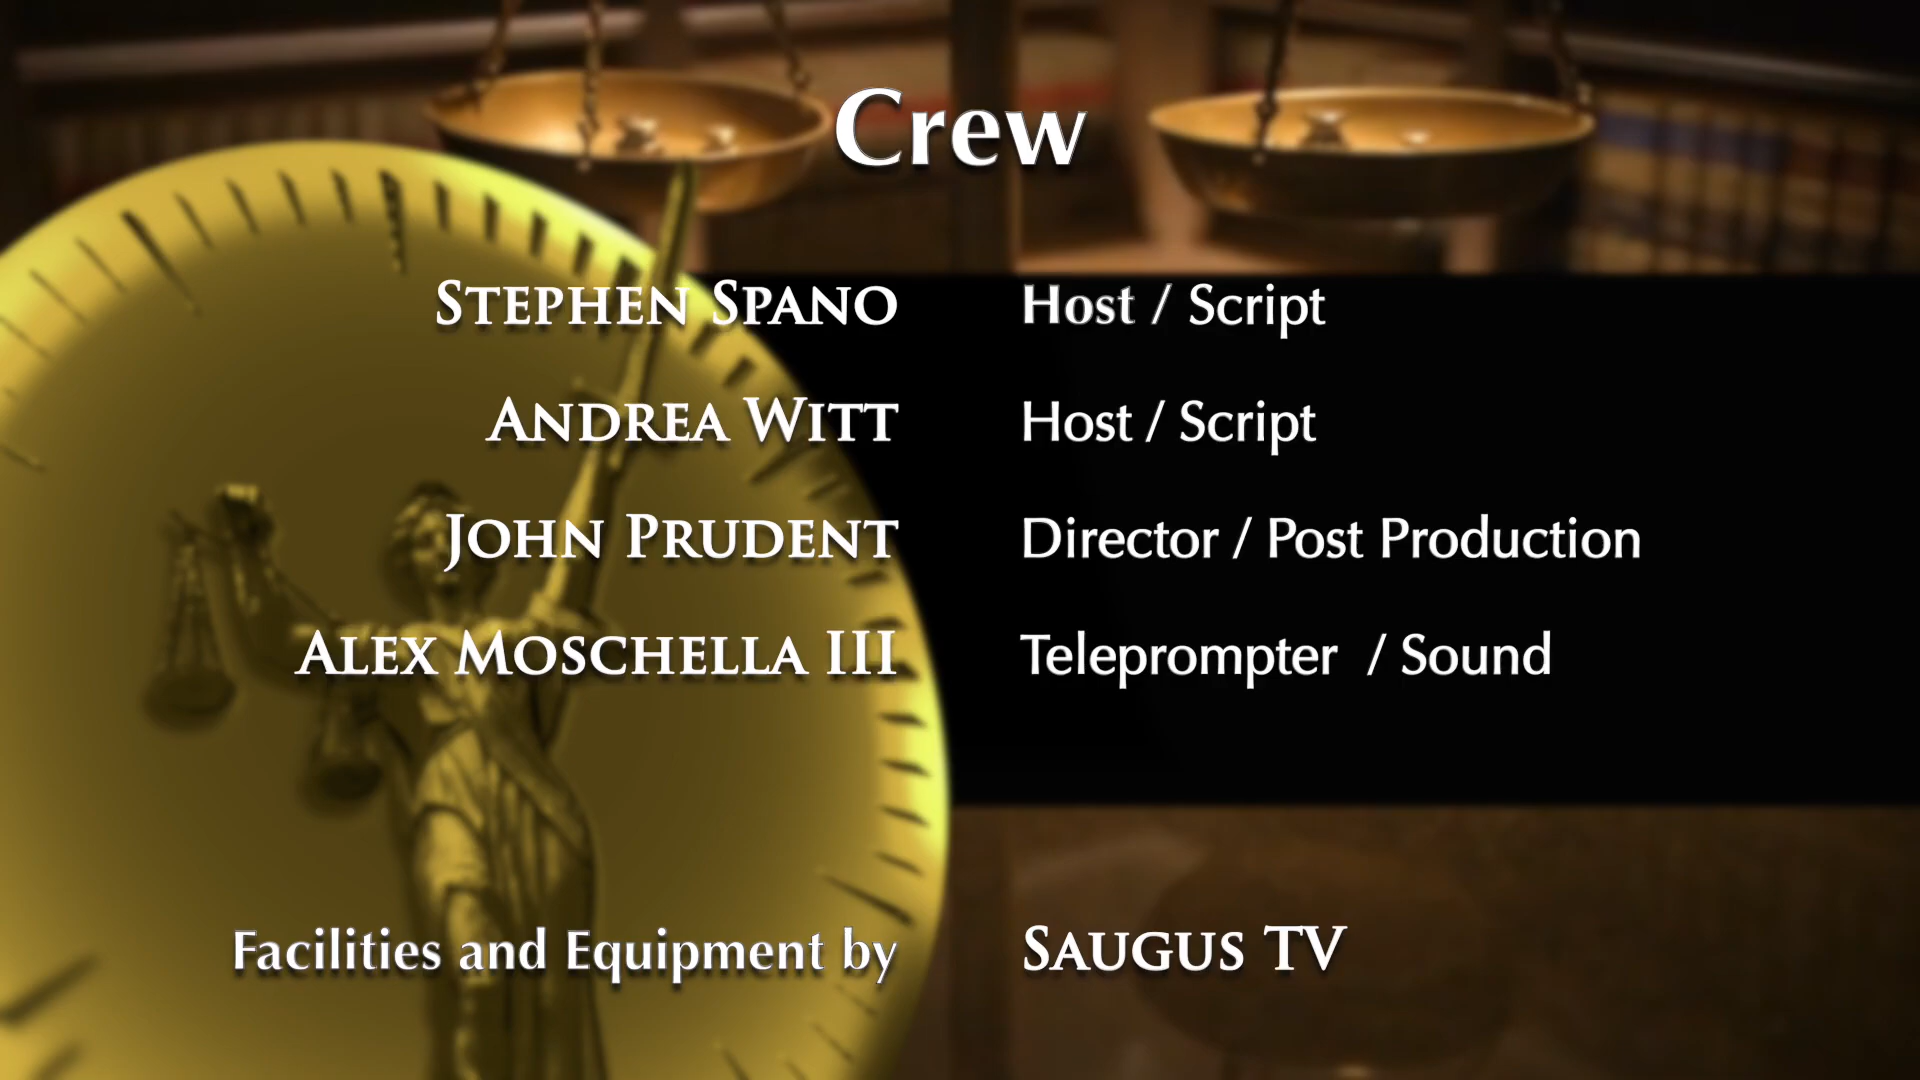 Crew
STEPHEN SPANO Host / Script
ANDREA WITT Host / Script
JOHN PRUDENT Director / Post Production
ALEX MOSCHELLA III Teleprompter / Sound
Facilities and Equipment by SAUGUS TV